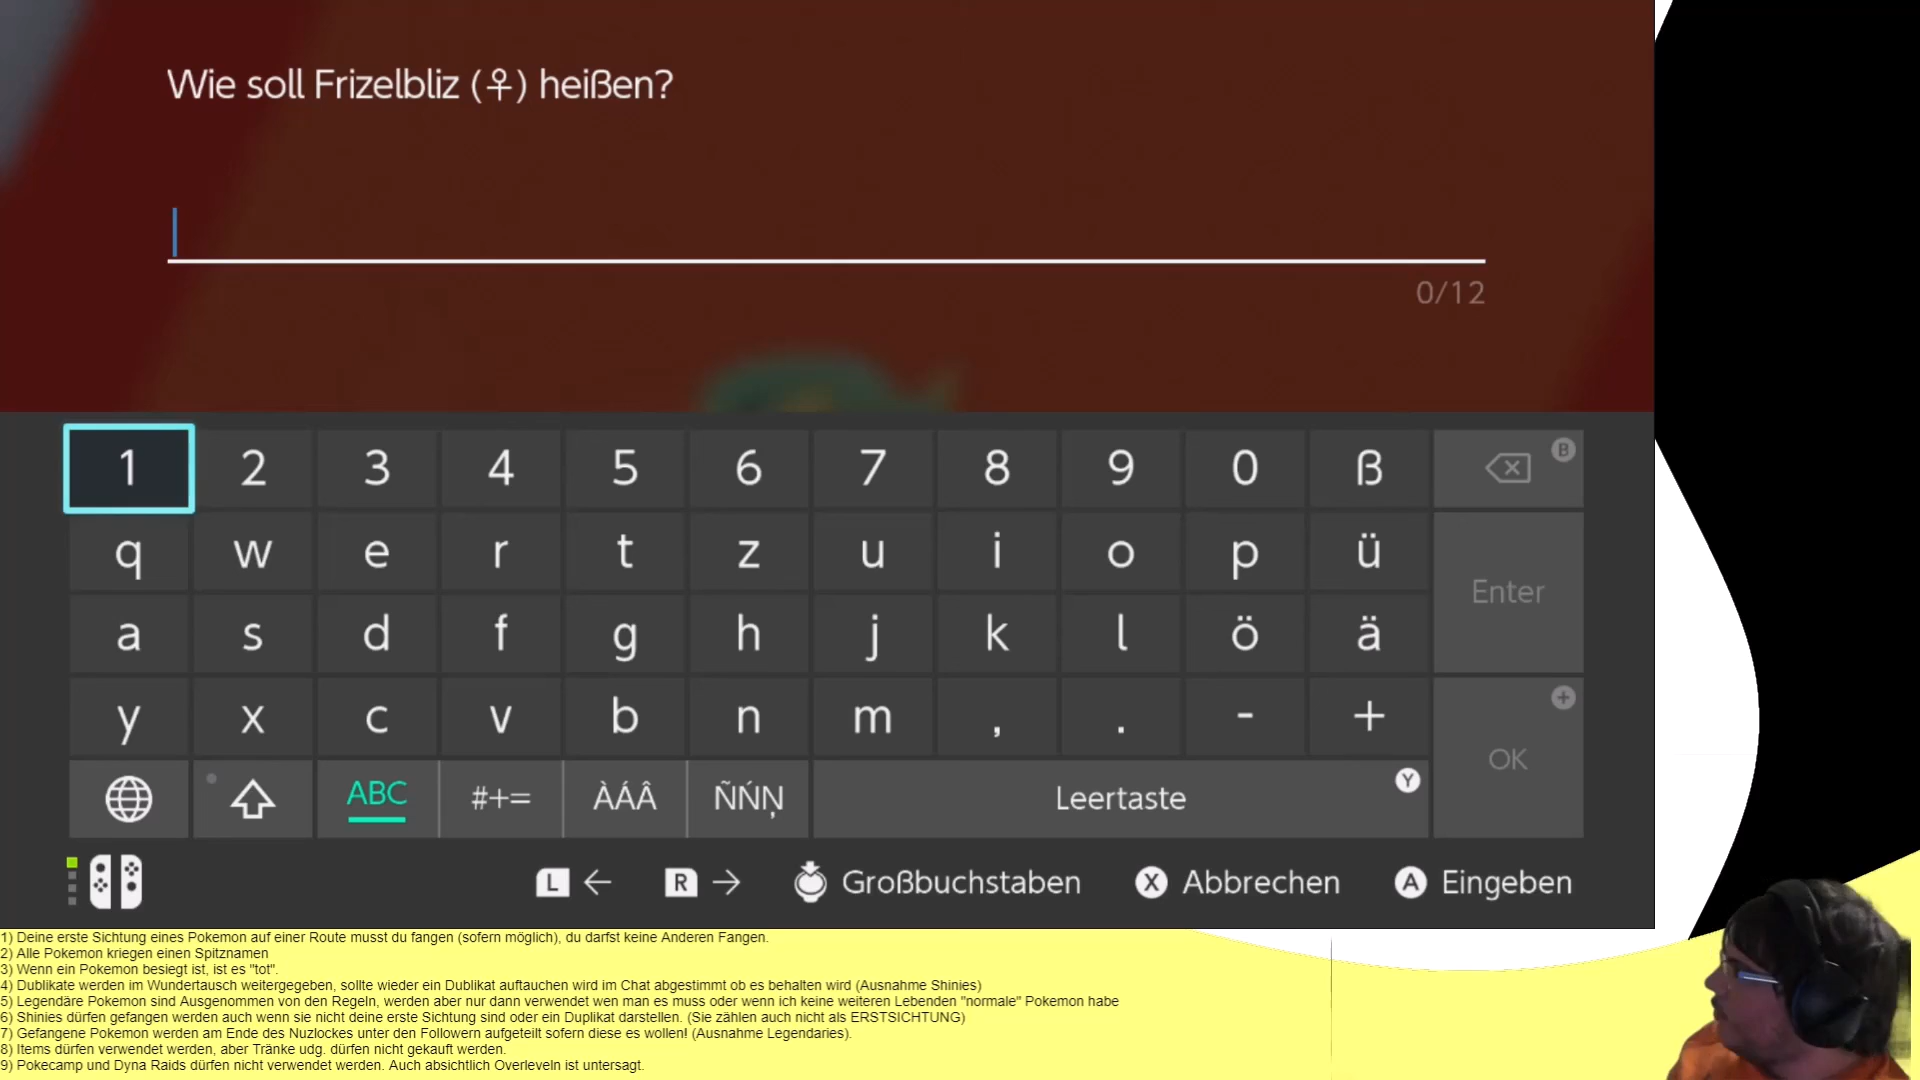 Wie soll Frizelbliz (♀) heißen?
0/12
1 2 3 4 5 6 7 8 9 0 ß B
q w e r t z u i o p ü Enter
a s d f g h j k l ö ä
y x c v b n m , . - + OK
ABC #+= ÀÁÂ ÑŃŅ Leertaste Y
L ← R → Großbuchstaben X Abbrechen A Eingeben
1) Deine erste Sichtung eines Pokemon auf einer Route musst du fangen (sofern möglich), du darfst keine Anderen Fangen.
2) Alle Pokemon kriegen einen Spitznamen
3) Wenn ein Pokemon besiegt ist, ist es "tot".
4) Dublikate werden im Wundertausch weitergegeben, sollte wieder ein Dublikat auftauchen wird im Chat abgestimmt ob es behalten wird (Ausnahme Shinies)
5) Legendäre Pokemon sind Ausgenommen von den Regeln, werden aber nur dann verwendet wen man es muss oder wenn ich keine weiteren Lebenden "normale" Pokemon habe
6) Shinies dürfen gefangen werden auch wenn sie nicht deine erste Sichtung sind oder ein Duplikat darstellen. (Sie zählen auch nicht als ERSTSICHTUNG)
7) Gefangene Pokemon werden am Ende des Nuzlockes unter den Followern aufgeteilt sofern diese es wollen! (Ausnahme Legendaries).
8) Items dürfen verwendet werden, aber Tränke udg. dürfen nicht gekauft werden.
9) Pokecamp und Dyna Raids dürfen nicht verwendet werden. Auch absichtlich Overleveln ist untersagt.